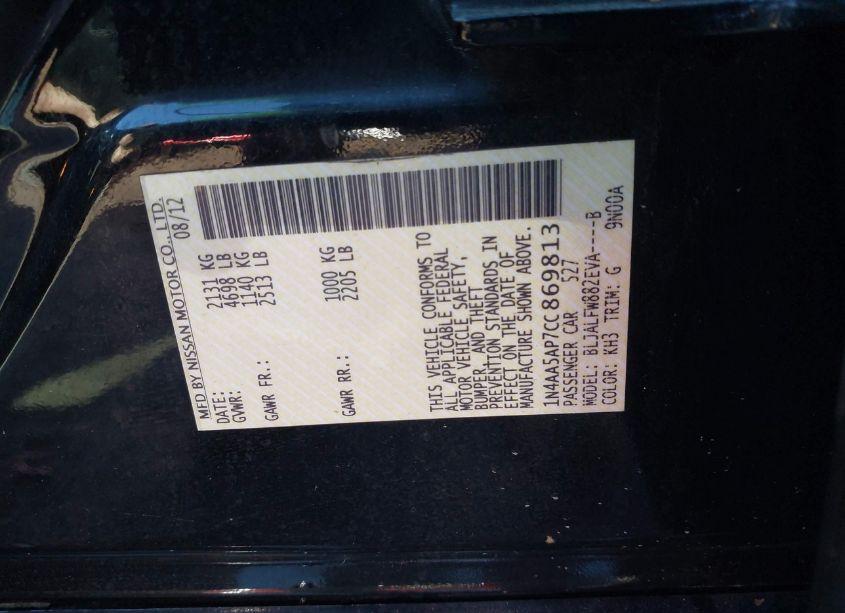 MFD BY NISSAN MOTOR CO., LTD.
DATE: 08/12
GVWR: 2131 KG
4698 LB
GAWR FR.: 1140 KG
2513 LB
GAWR RR.: 1000 KG
2205 LB
THIS VEHICLE CONFORMS TO
ALL APPLICABLE FEDERAL
MOTOR VEHICLE SAFETY,
BUMPER, AND THEFT
PREVENTION STANDARDS IN
EFFECT ON THE DATE OF
MANUFACTURE SHOWN ABOVE.
1N4AA5AP7CC869813
PASSENGER CAR 527
MODEL: BLJALFW882EVA----B
COLOR: KH3 TRIM: G 9N00A